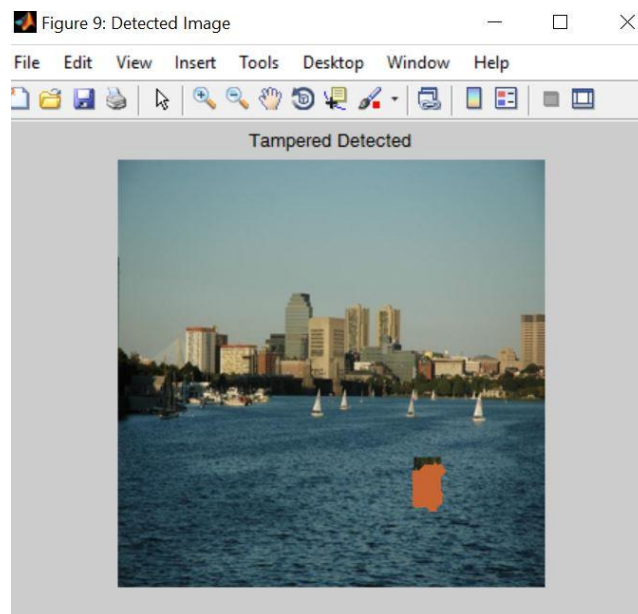 Figure 9: Detected Image
File Edit View Insert Tools Desktop Window Help
Tampered Detected